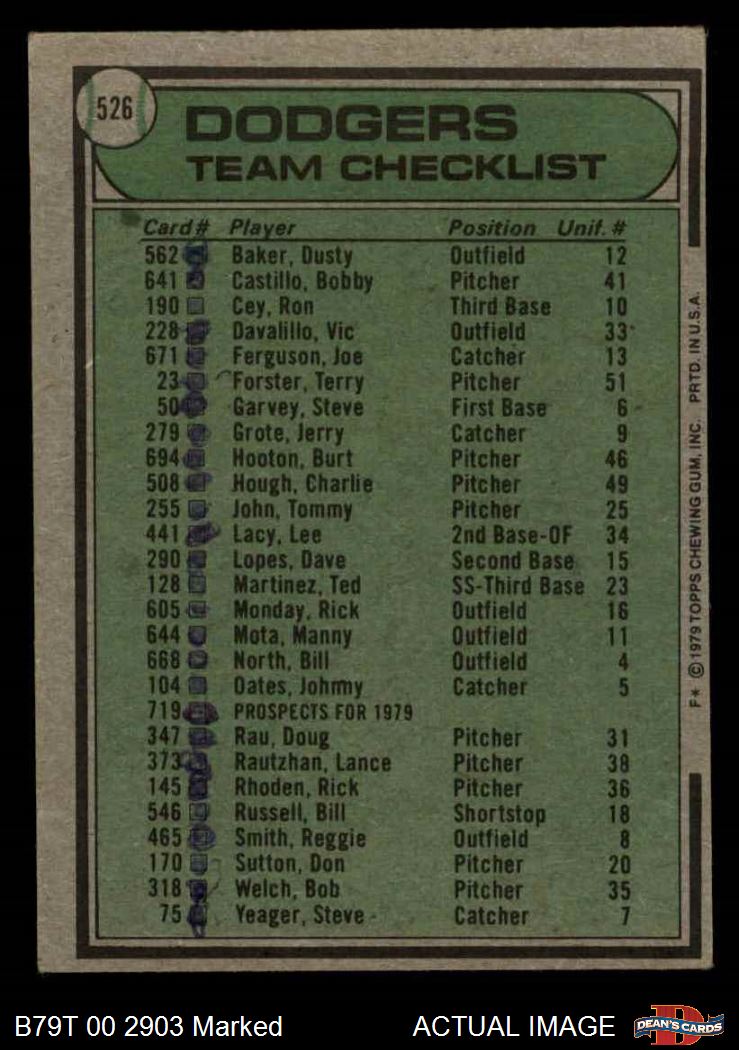 526
DODGERS
TEAM CHECKLIST
Card# Player Position Unif. #
562 Baker, Dusty Outfield 12
641 Castillo, Bobby Pitcher 41
190 Cey, Ron Third Base 10
228 Davalillo, Vic Outfield 33
671 Ferguson, Joe Catcher 13
23 Forster, Terry Pitcher 51
50 Garvey, Steve First Base 6
279 Grote, Jerry Catcher 9
694 Hooton, Burt Pitcher 46
508 Hough, Charlie Pitcher 49
255 John, Tommy Pitcher 25
441 Lacy, Lee 2nd Base-OF 34
290 Lopes, Dave Second Base 15
128 Martinez, Ted SS-Third Base 23
605 Monday, Rick Outfield 16
644 Mota, Manny Outfield 11
668 North, Bill Outfield 4
104 Oates, Johnny Catcher 5
719 PROSPECTS FOR 1979
347 Rau, Doug Pitcher 31
373 Rautzhan, Lance Pitcher 38
145 Rhoden, Rick Pitcher 36
546 Russell, Bill Shortstop 18
465 Smith, Reggie Outfield 8
170 Sutton, Don Pitcher 20
318 Welch, Bob Pitcher 35
75 Yeager, Steve Catcher 7
F* ©1979 TOPPS CHEWING GUM, INC. PRTD. IN U.S.A.
B79T 00 2903 Marked ACTUAL IMAGE
D
DEAN'S CARDS